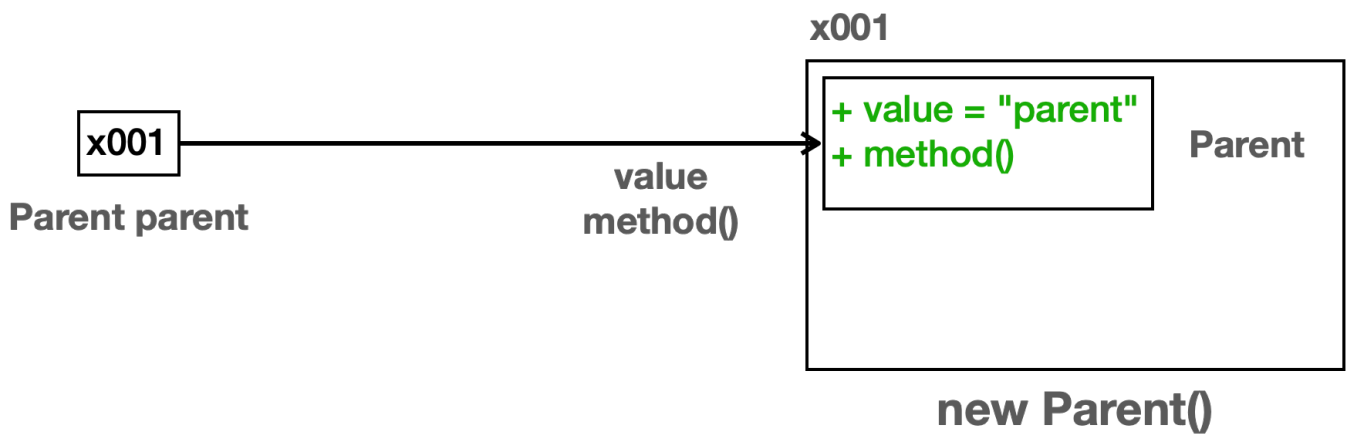 x001
x001
Parent parent
value
method()
+ value = "parent"
+ method()
Parent
new Parent()